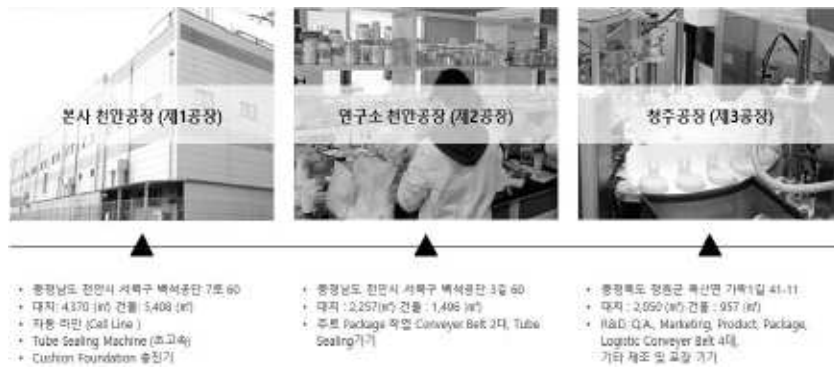 본사 천안공장 (제1공장)
연구소 천안공장 (제2공장)
청주공장 (제3공장)
• 충청남도 천안시 서북구 백석공단 7로 60
• 대지: 4,370 (㎡) 건물: 5,408 (㎡)
• 자동 라인 (Cell Line )
• Tube Sealing Machine (초고속)
• Cushion Foundation 충진기
• 충청남도 천안시 서북구 백석공단 3길 60
• 대지 : 2,257(㎡) 건물 : 1,496 (㎡)
• 주로 Package 작업 Conveyer Belt 2대, Tube
Sealing기기
• 충청북도 청원군 옥산면 가락1길 41-11
• 대지 : 2,050 (㎡) 건물 : 957 (㎡)
• R&D, Q.A., Marketing, Product, Package,
Logistic Conveyer Belt 4대,
기타 제조 및 포장 기기